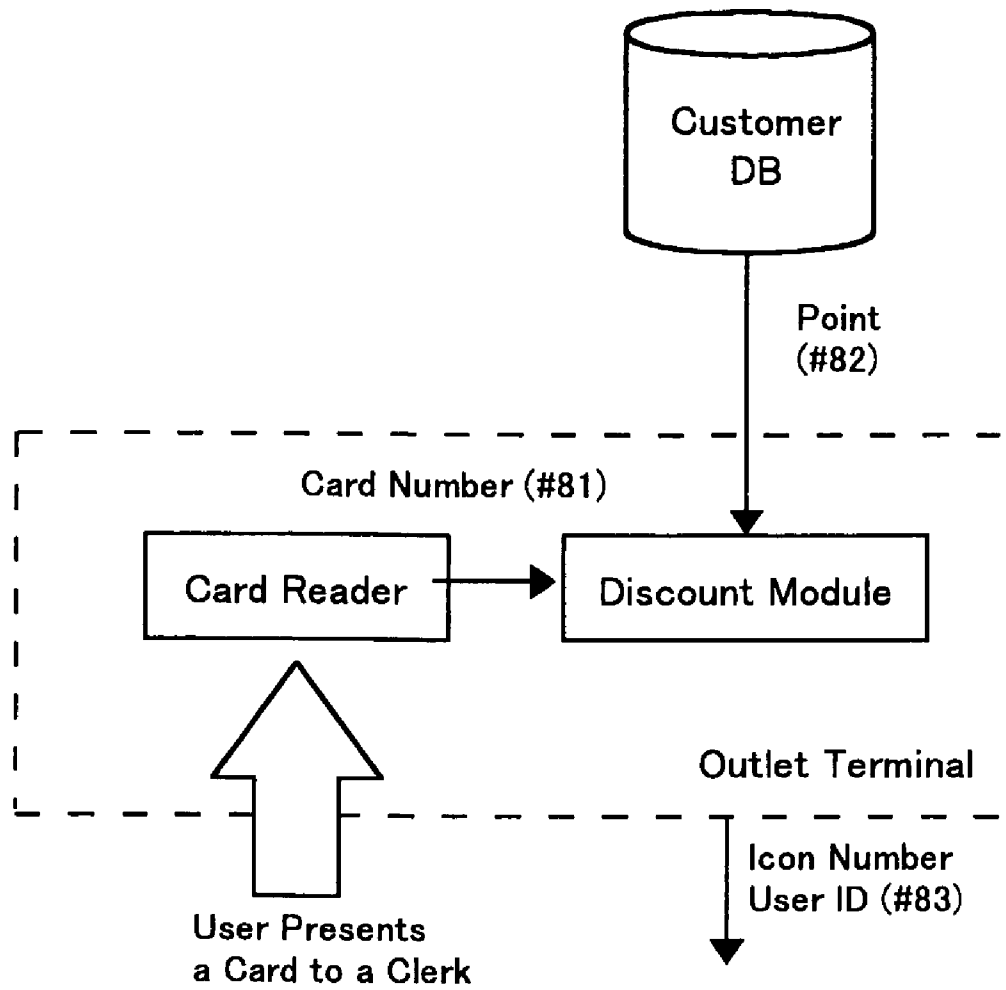 Customer
DB
Point
(#82)
Card Number (#81)
Card Reader
Discount Module
Outlet Terminal
Icon Number
User ID (#83)
User Presents
a Card to a Clerk